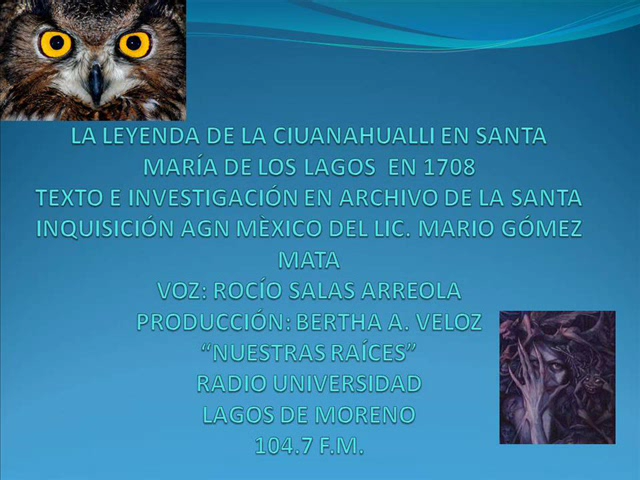 LA LEYENDA DE LA CIUANAHUALLI EN SANTA
MARÍA DE LOS LAGOS EN 1708
TEXTO E INVESTIGACIÓN EN ARCHIVO DE LA SANTA
INQUISICIÓN AGN MÈXICO DEL LIC. MARIO GÓMEZ
MATA
VOZ: ROCÍO SALAS ARREOLA
PRODUCCIÓN: BERTHA A. VELOZ
“NUESTRAS RAÍCES”
RADIO UNIVERSIDAD
LAGOS DE MORENO
104.7 F.M.